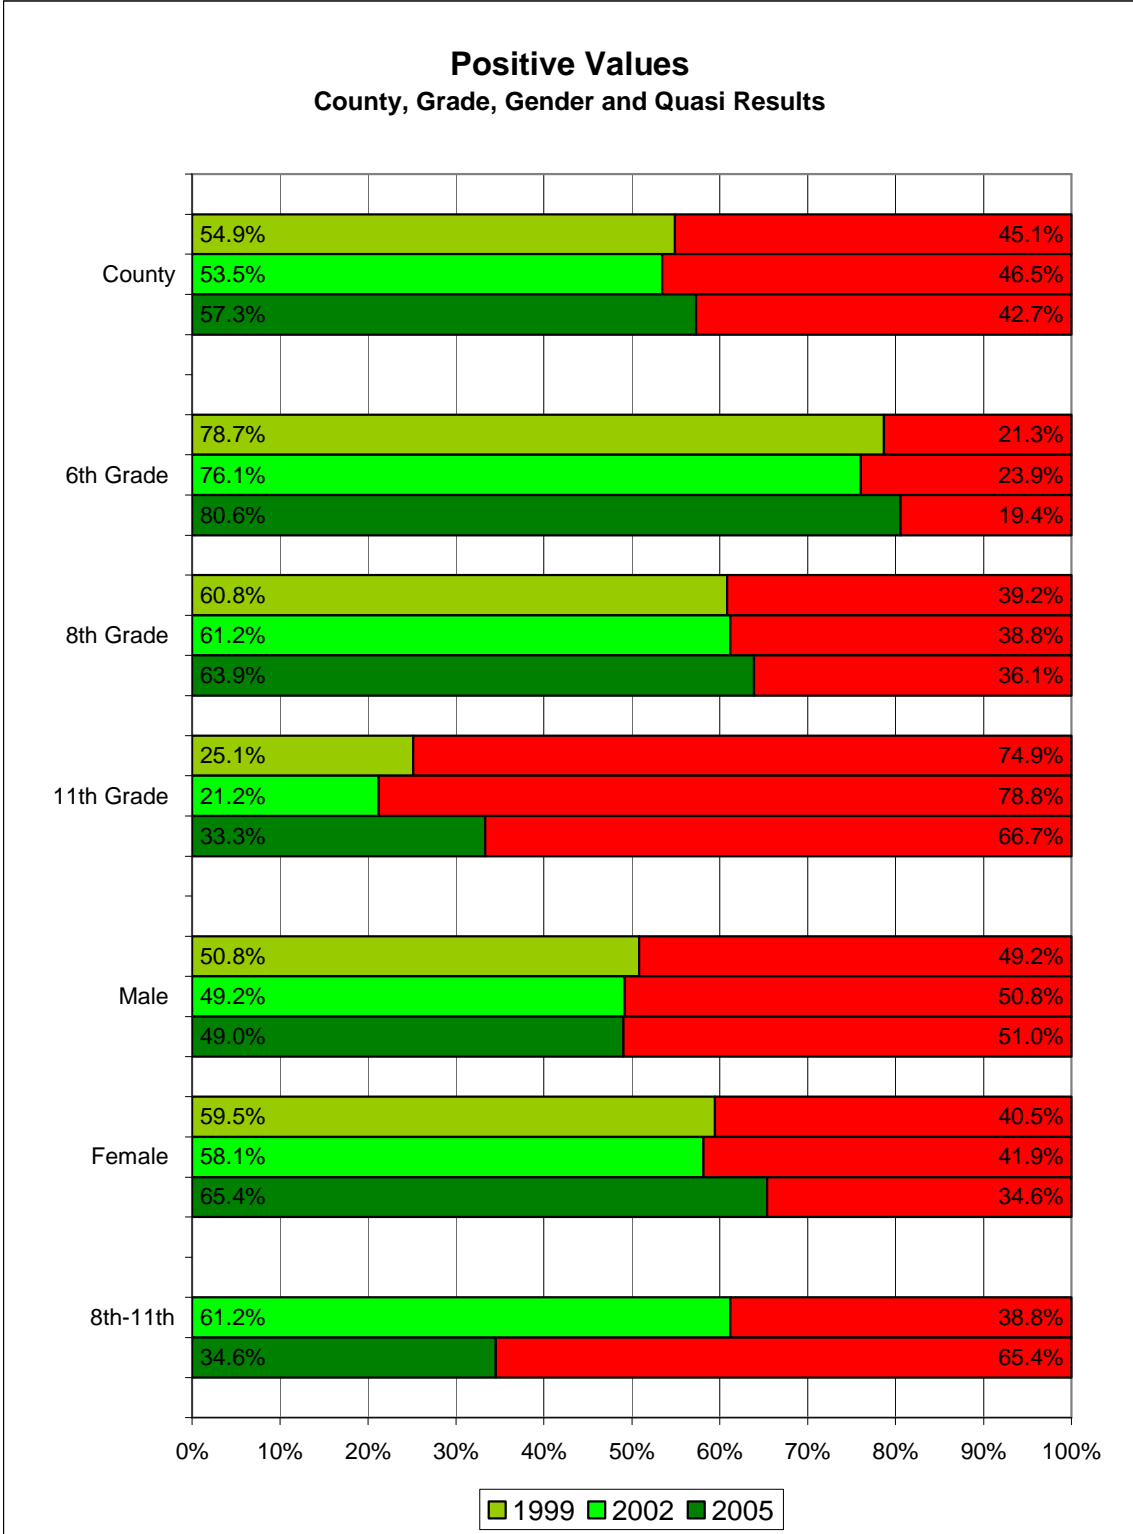 Positive Values
County, Grade, Gender and Quasi Results
54.9% 45.1%
County 53.5% 46.5%
57.3% 42.7%
78.7% 21.3%
6th Grade 76.1% 23.9%
80.6% 19.4%
60.8% 39.2%
8th Grade 61.2% 38.8%
63.9% 36.1%
25.1% 74.9%
11th Grade 21.2% 78.8%
33.3% 66.7%
50.8% 49.2%
Male 49.2% 50.8%
49.0% 51.0%
59.5% 40.5%
Female 58.1% 41.9%
65.4% 34.6%
8th-11th 61.2% 38.8%
34.6% 65.4%
0% 10% 20% 30% 40% 50% 60% 70% 80% 90% 100%
1999 2002 2005